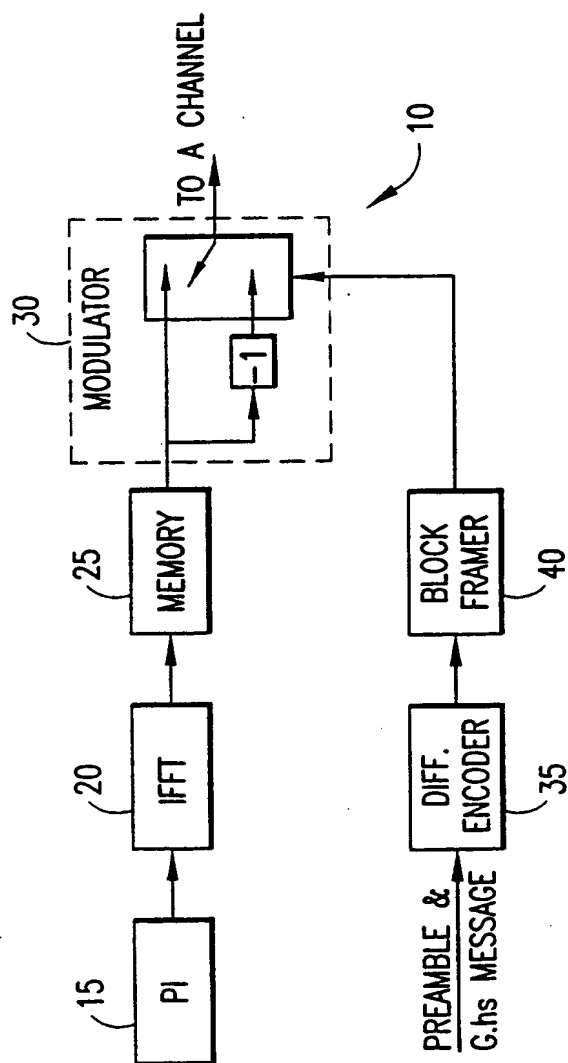 15
PI
20
IFFT
25
MEMORY
30
MODULATOR
-1
TO A CHANNEL
10
PREAMBLE &
G.hs MESSAGE
DIFF.
ENCODER
35
BLOCK
FRAMER
40